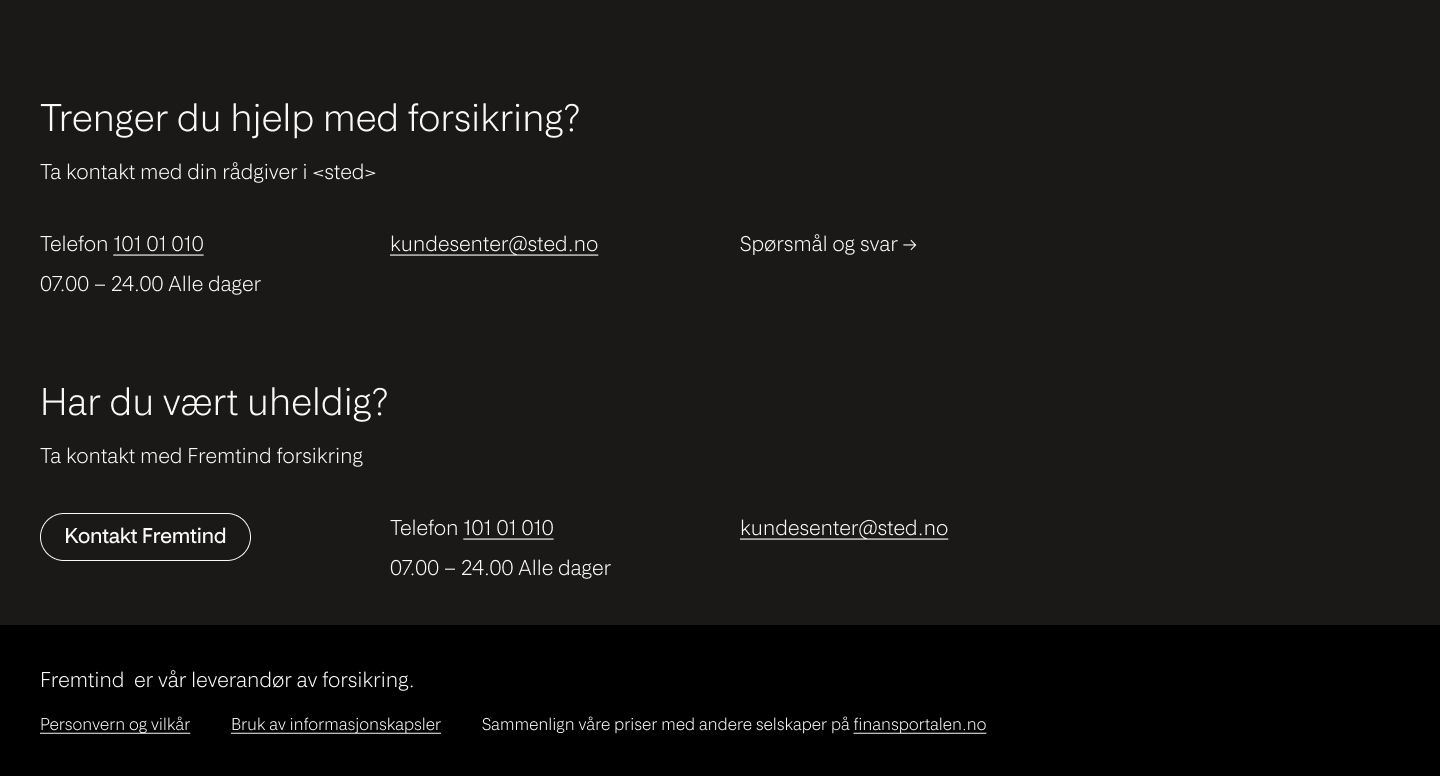 Trenger du hjelp med forsikring?
Ta kontakt med din rådgiver i <sted>
Telefon 101 01 010
07.00 – 24.00 Alle dager
kundesenter@sted.no
Spørsmål og svar →
Har du vært uheldig?
Ta kontakt med Fremtind forsikring
Kontakt Fremtind
Telefon 101 01 010
07.00 – 24.00 Alle dager
kundesenter@sted.no
Fremtind  er vår leverandør av forsikring.
Personvern og vilkår
Bruk av informasjonskapsler
Sammenlign våre priser med andre selskaper på finansportalen.no